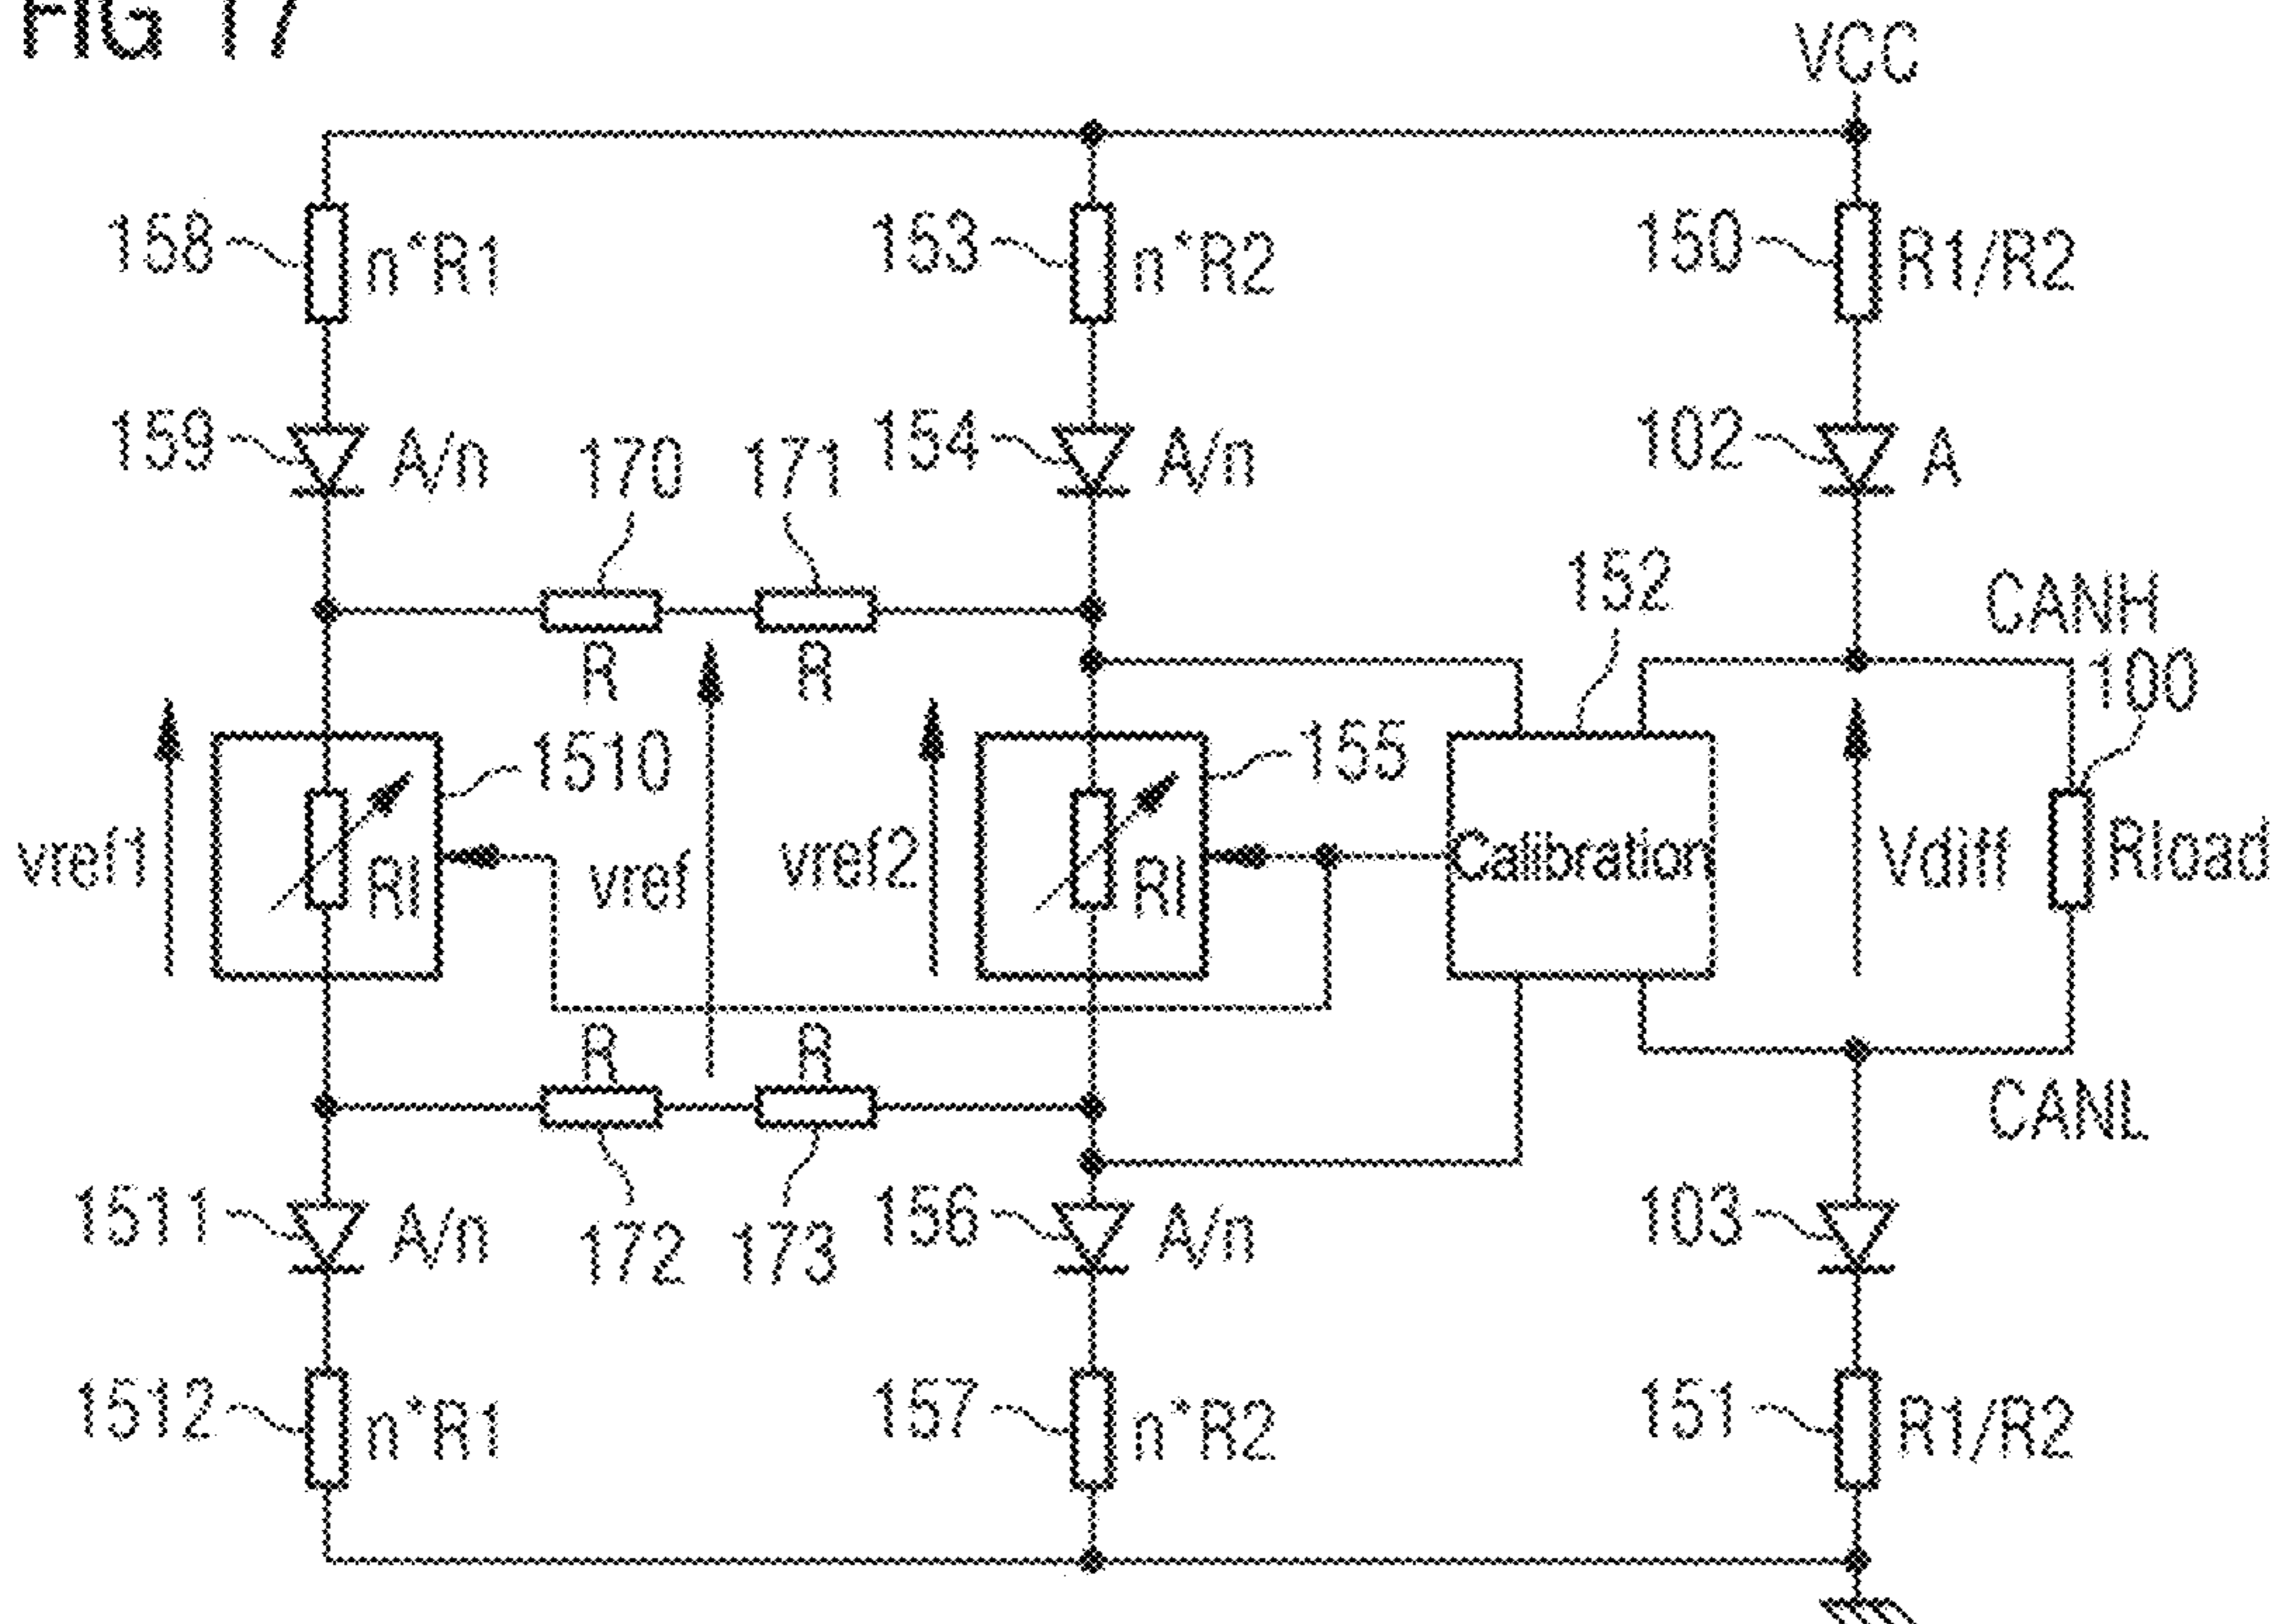 FIG 17
VCC
158 n*R1 153 n*R2 150 R1/R2
159 A/n 170 171 154 A/n 102 A
152 CANH
R R 100
1510 155
vref1 RI vref vref2 RI Calibration Vdiff Rload
R R
CANL
1511 A/n 172 173 156 A/n 103
1512 n*R1 157 n*R2 151 R1/R2